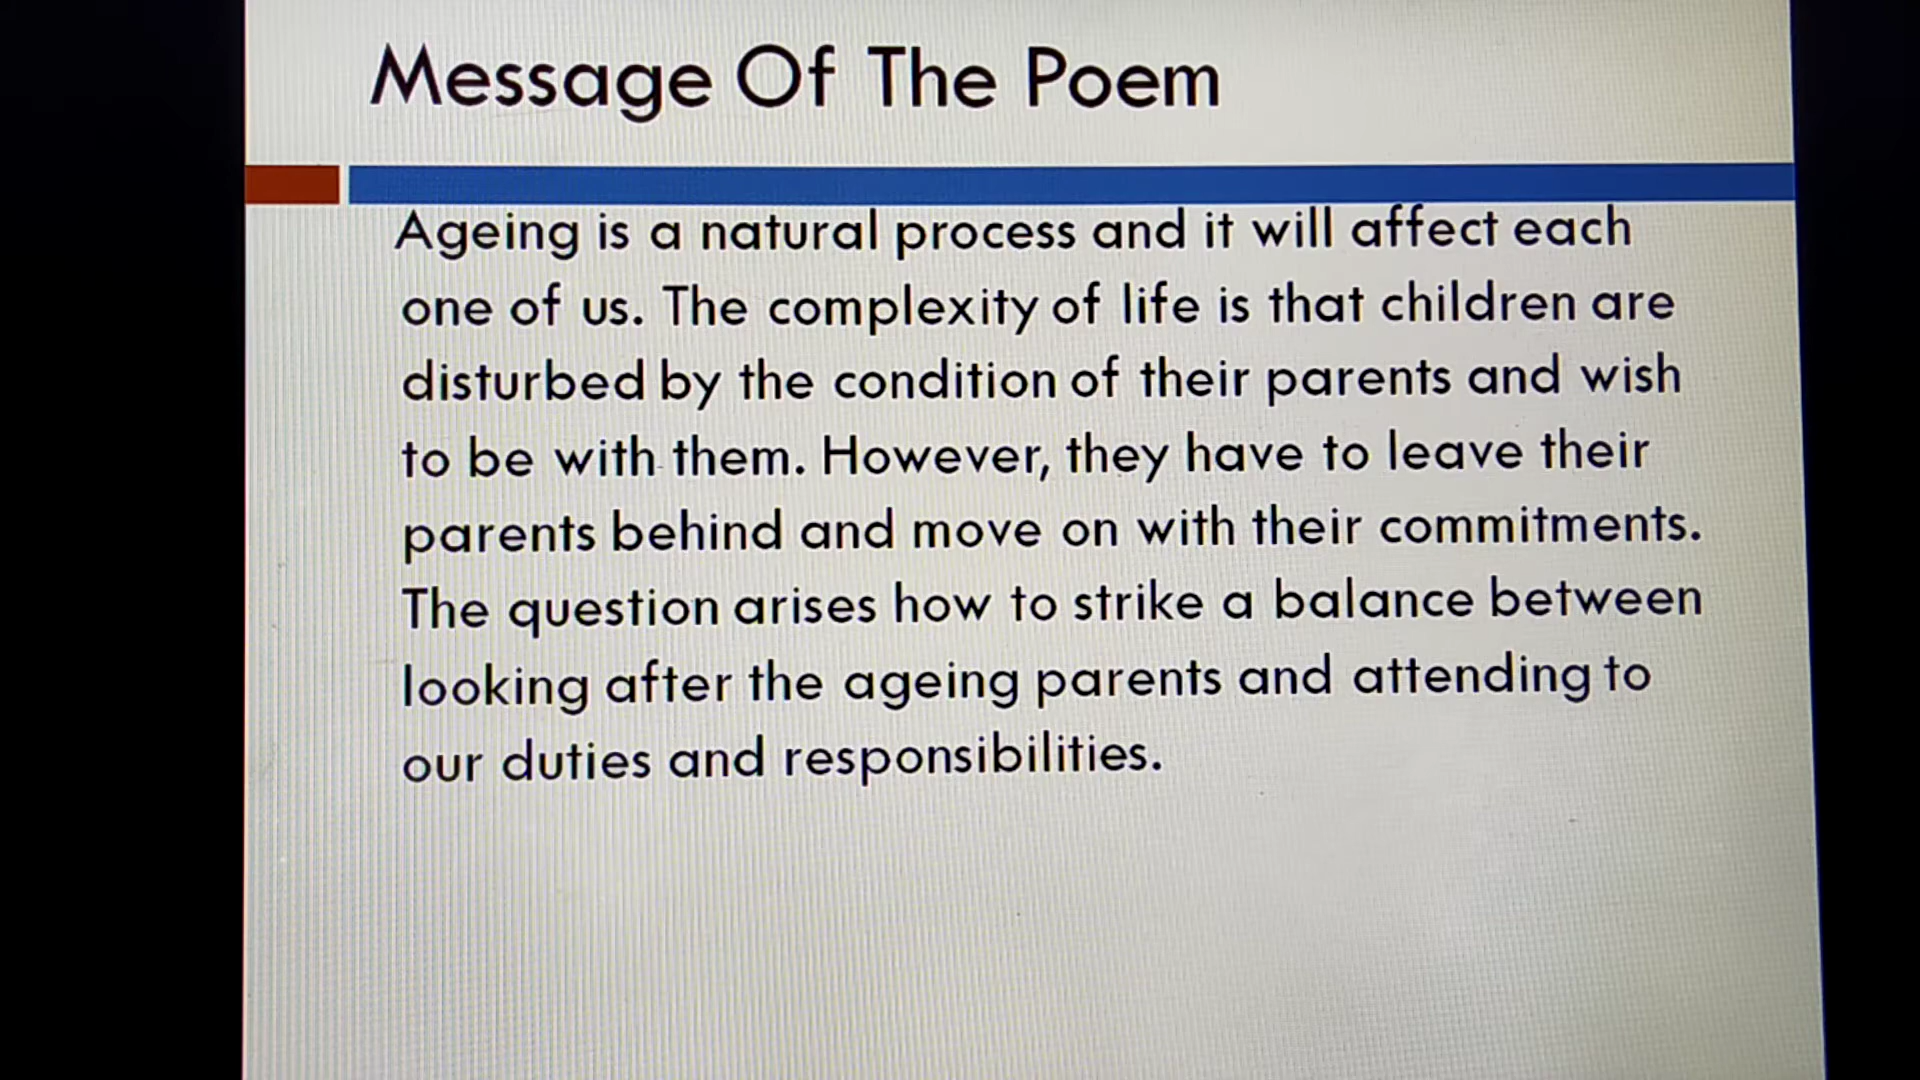 Message Of The Poem
Ageing is a natural process and it will affect each
one of us. The complexity of life is that children are
disturbed by the condition of their parents and wish
to be with them. However, they have to leave their
parents behind and move on with their commitments.
The question arises how to strike a balance between
looking after the ageing parents and attending to
our duties and responsibilities.